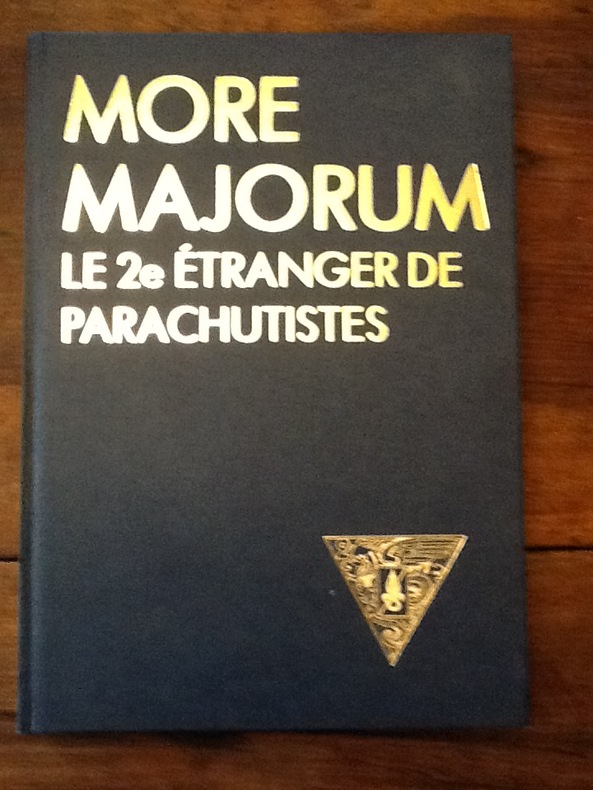 MORE
MAJORUM
LE 2e ÉTRANGER DE
PARACHUTISTES